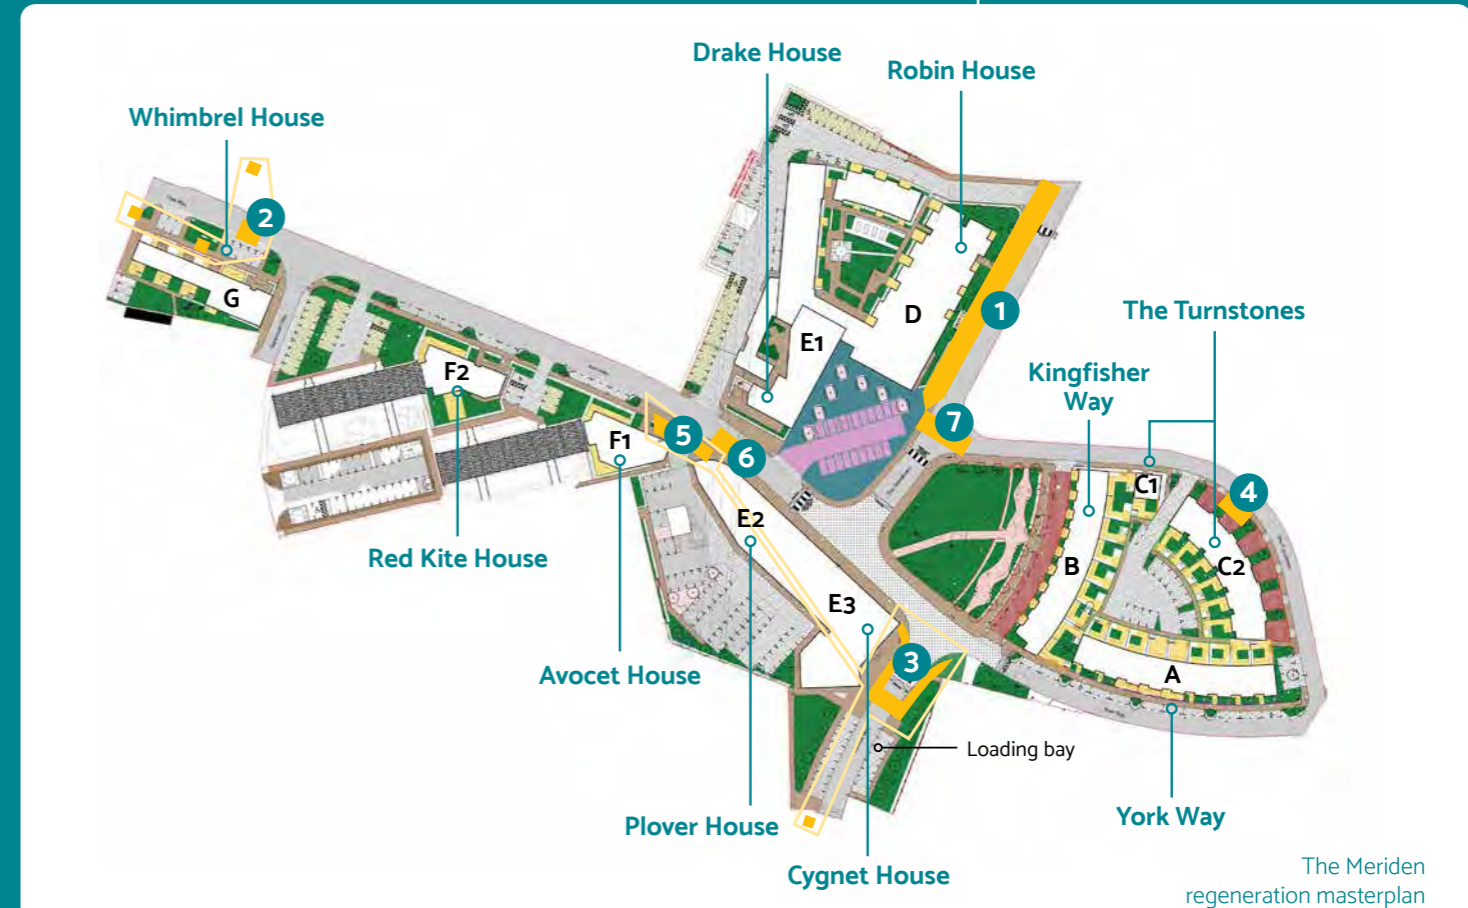 Drake House
Robin House
Whimbrel House
2
G
D
1
E1
The Turnstones
Kingfisher
Way
F2
F1
5
6
7
C1
4
E2
B
C2
Red Kite House
E3
3
A
Avocet House
Loading bay
Plover House
York Way
Cygnet House
The Meriden
regeneration masterplan